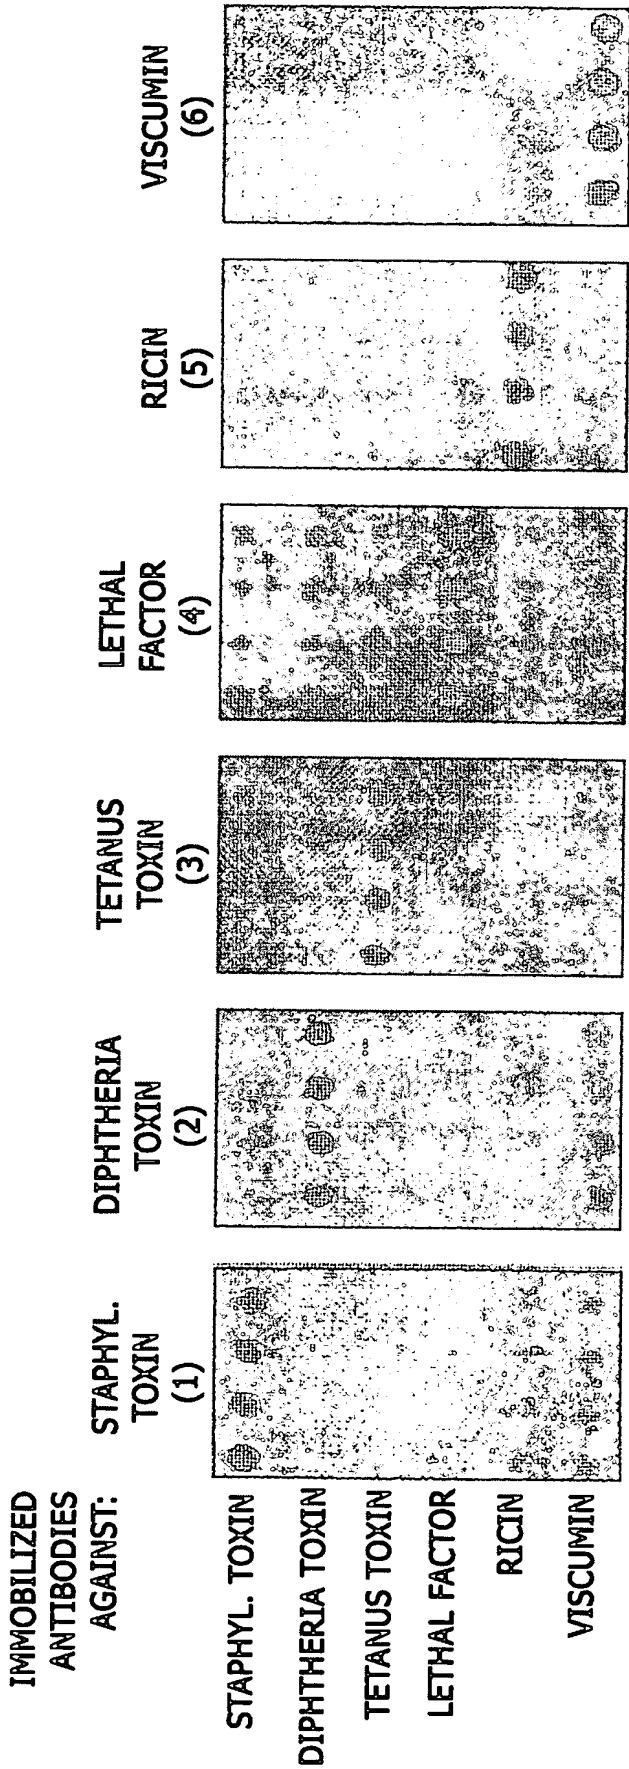 IMMOBILIZED
ANTIBODIES
AGAINST:
STAPHYL.
TOXIN
(1)
DIPHTHERIA
TOXIN
(2)
TETANUS
TOXIN
(3)
LETHAL
FACTOR
(4)
RICIN
(5)
VISCUMIN
(6)
STAPHYL. TOXIN
DIPHTHERIA TOXIN
TETANUS TOXIN
LETHAL FACTOR
RICIN
VISCUMIN